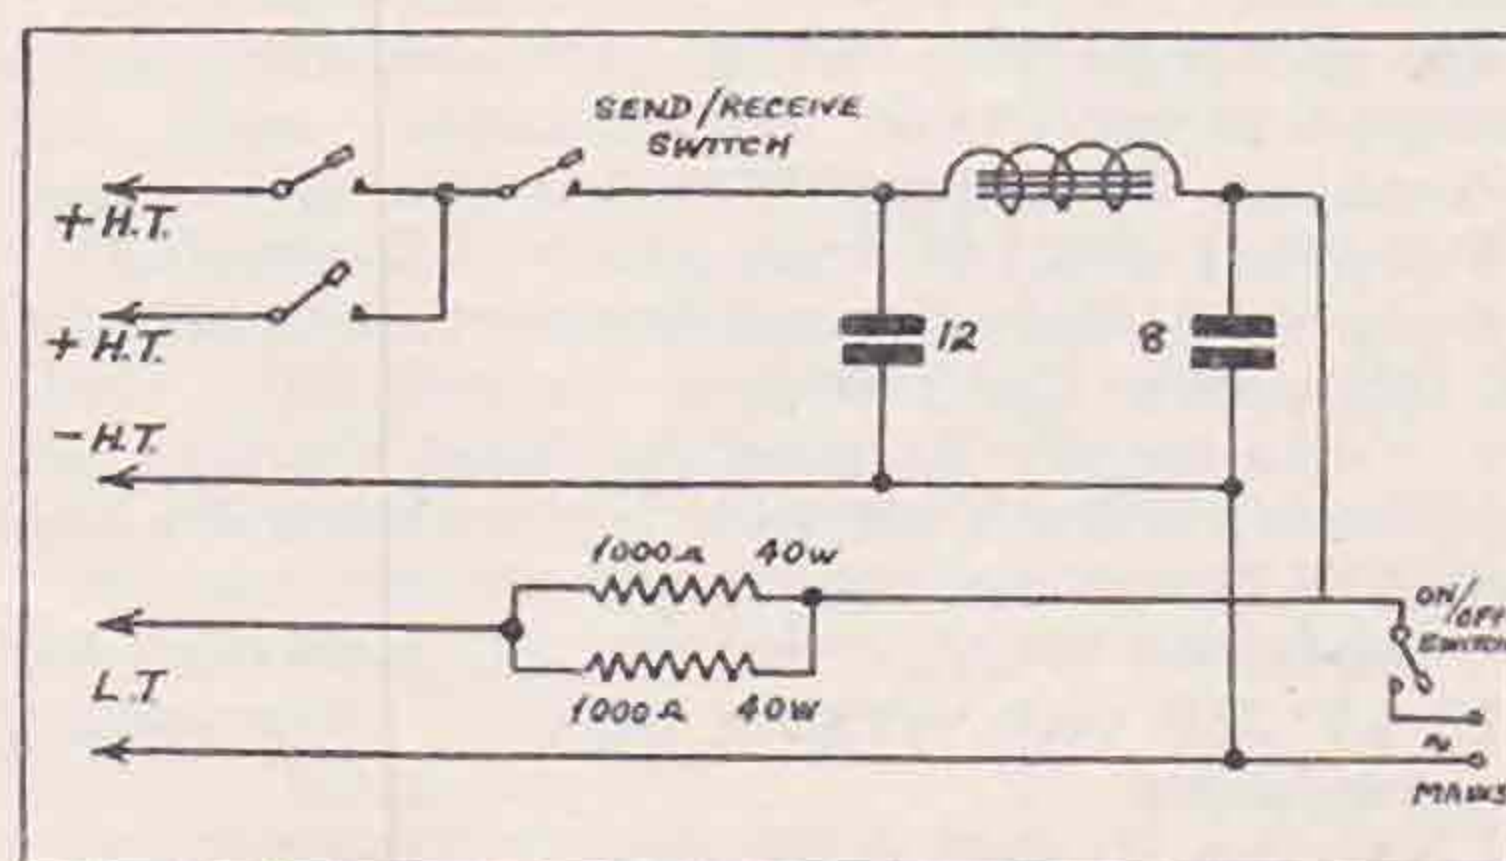 SEND/RECEIVE
SWITCH
+H.T.
+H.T.
12
8
-H.T.
1000Ω 40W
ON/OFF
SWITCH
L.T.
1000Ω 40W
~
MAINS